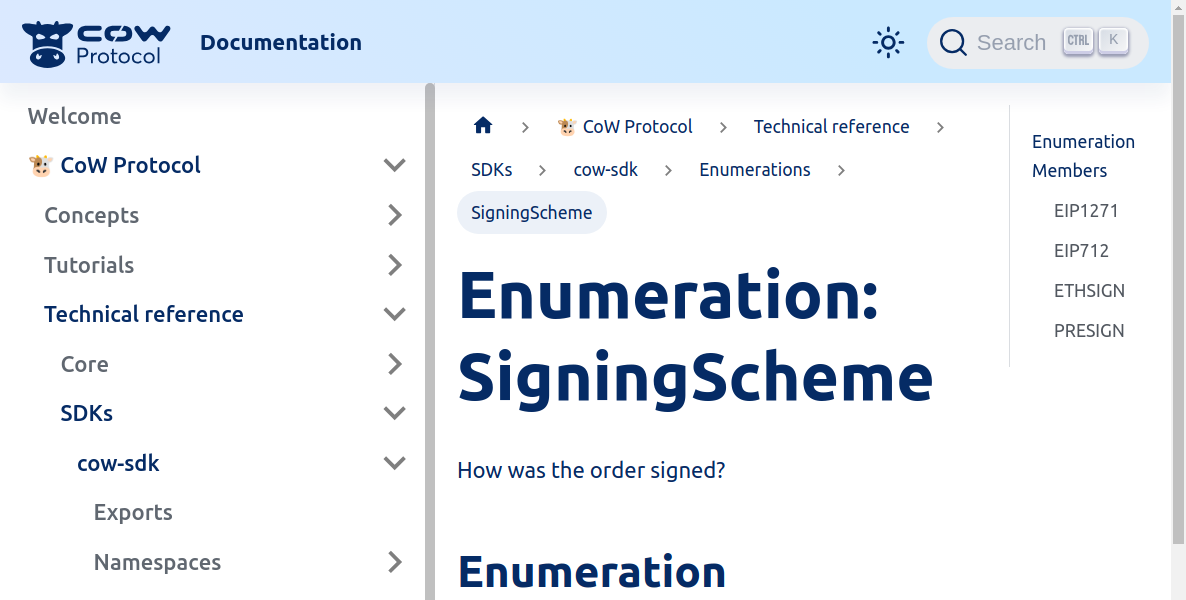 COW Protocol
Documentation
Search CTRL K
Welcome
🐮 CoW Protocol
Concepts
Tutorials
Technical reference
Core
SDKs
cow-sdk
Exports
Namespaces
🐮 CoW Protocol
Technical reference
SDKs
cow-sdk
Enumerations
SigningScheme
Enumeration:
SigningScheme
How was the order signed?
Enumeration
Enumeration
Members
EIP1271
EIP712
ETHSIGN
PRESIGN